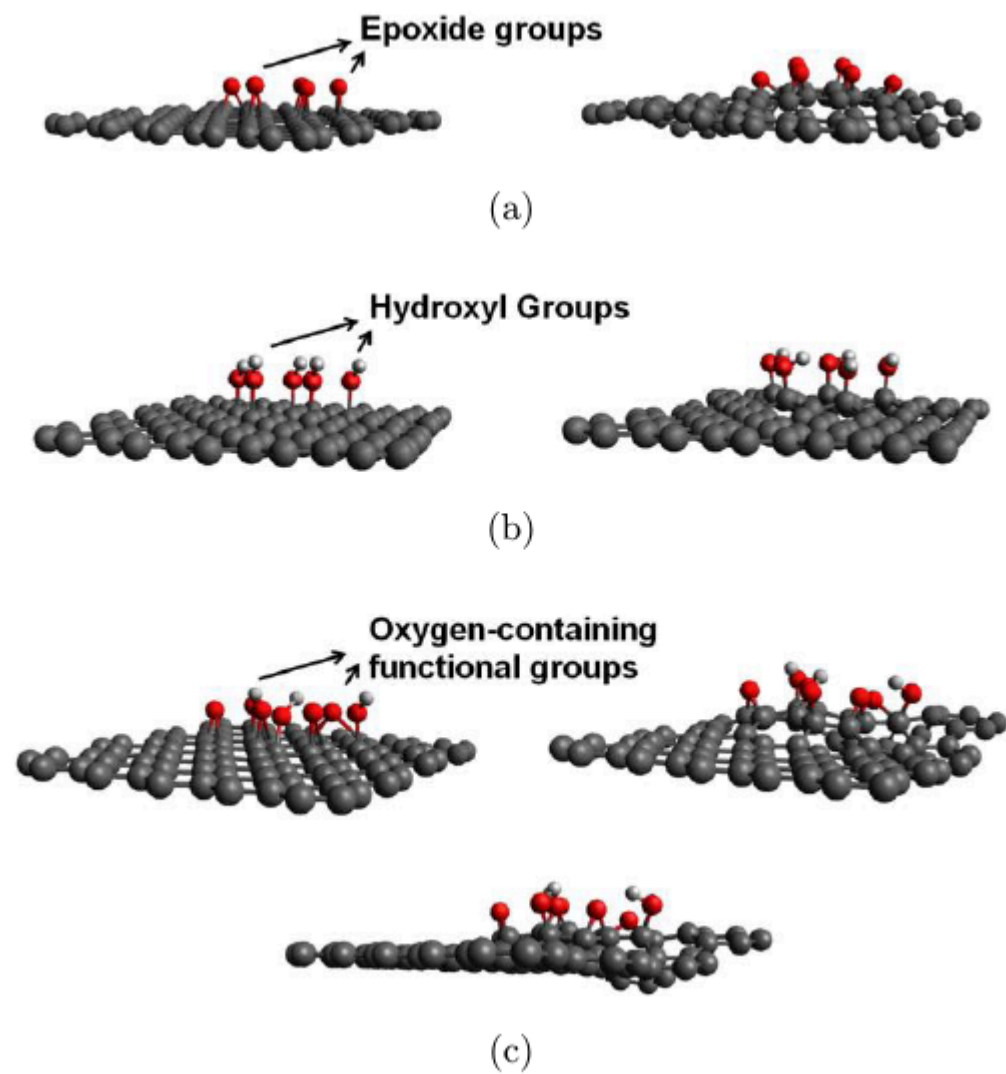 Epoxide groups
(a)
Hydroxyl Groups
(b)
Oxygen-containing
functional groups
(c)